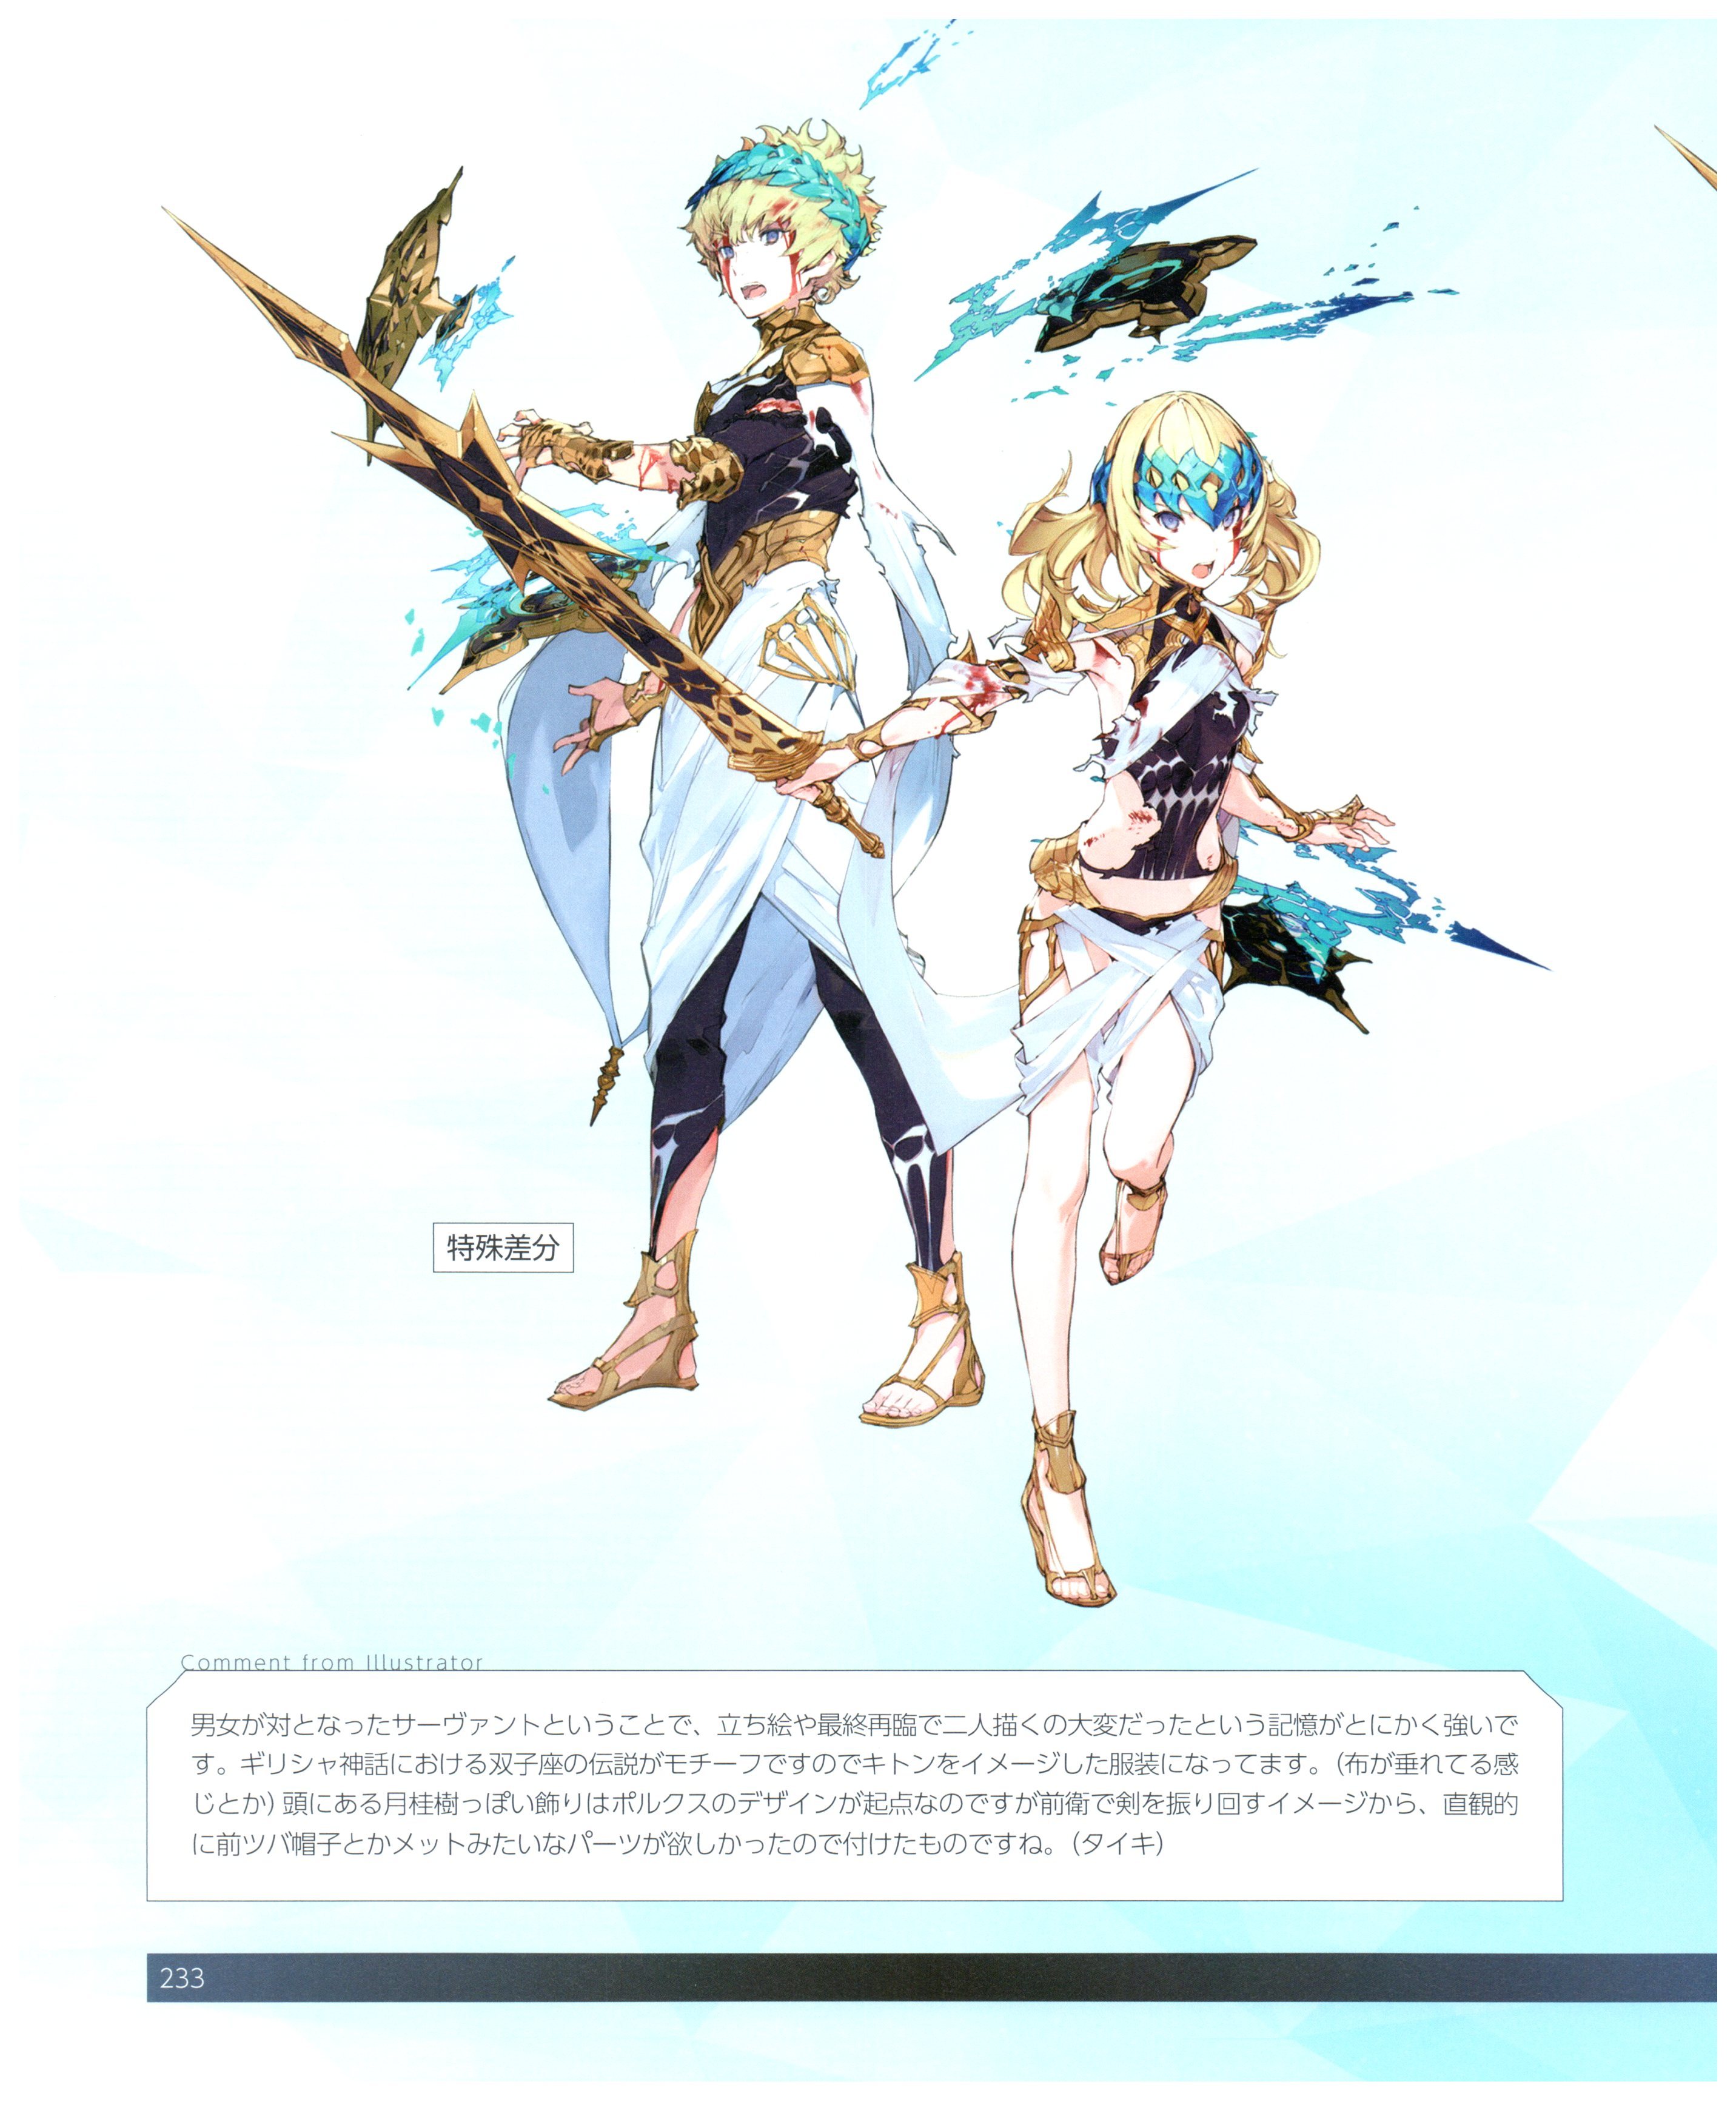 特殊差分
Comment from Illustrator
男女が対となったサーヴァントということで、立ち絵や最終再臨で二人描くの大変だったという記憶がとにかく強いで
す。ギリシャ神話における双子座の伝説がモチーフですのでキトンをイメージした服装になってます。（布が垂れてる感
じとか）頭にある月桂樹っぽい飾りはポルクスのデザインが起点なのですが前衛で剣を振り回すイメージから、直観的
に前ツバ帽子とかメットみたいなパーツが欲しかったので付けたものですね。（タイキ）
233